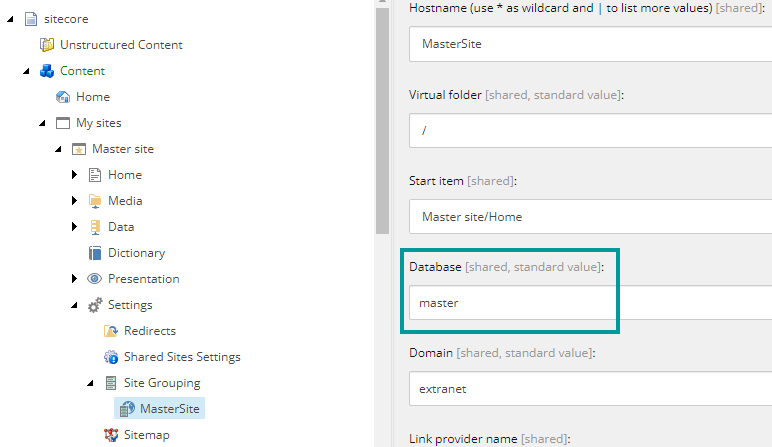 sitecore
Unstructured Content
Content
Home
My sites
Master site
Home
Media
Data
Dictionary
Presentation
Settings
Redirects
Shared Sites Settings
Site Grouping
MasterSite
Sitemap
Hostname (use * as wildcard and | to list more values) [shared]:
MasterSite
Virtual folder [shared, standard value]:
/
Start item [shared]:
Master site/Home
Database [shared, standard value]:
master
Domain [shared, standard value]:
extranet
Link provider name [shared]: